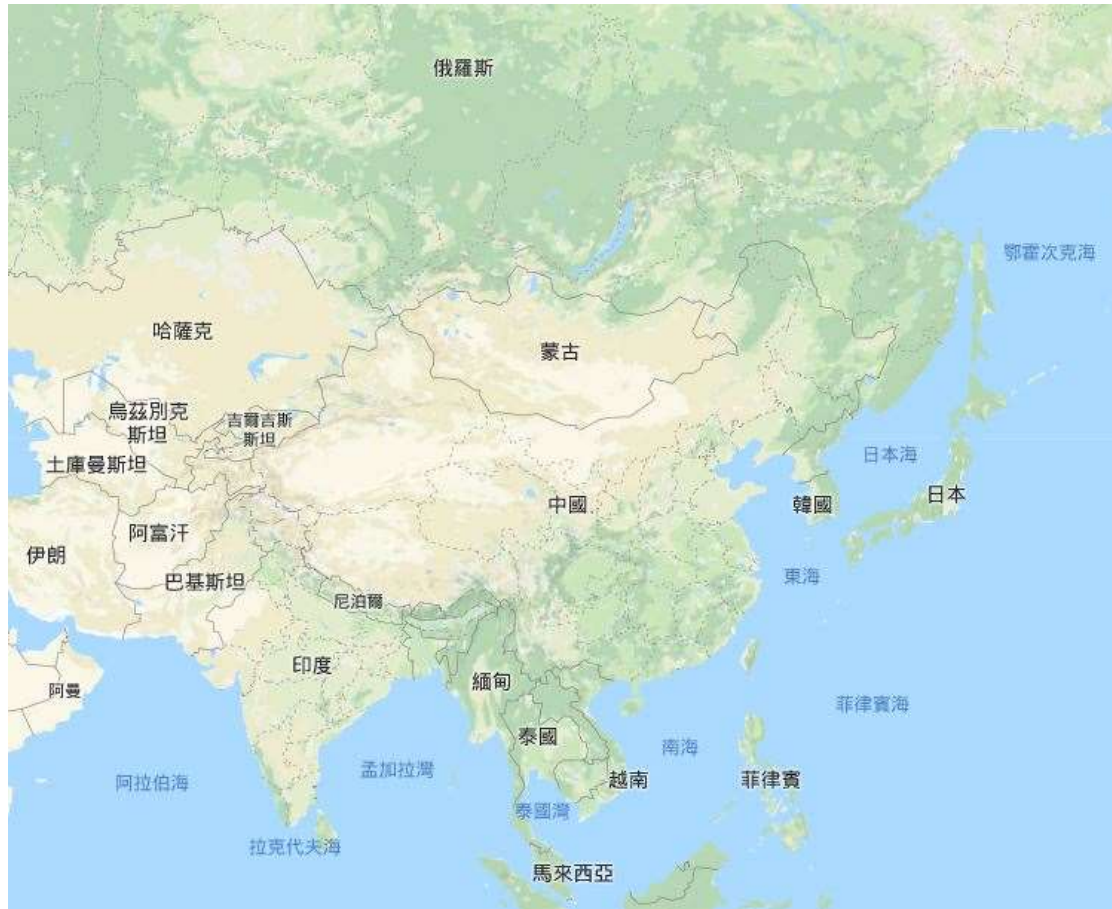 俄羅斯
鄂霍次克海
哈薩克
蒙古
烏茲別克
斯坦
吉爾吉斯
斯坦
土庫曼斯坦
日本海
中國
韓國
日本
阿富汗
伊朗
巴基斯坦
東海
尼泊爾
印度
緬甸
阿曼
菲律賓海
泰國
南海
孟加拉灣
阿拉伯海
越南
菲律賓
泰國灣
拉克代夫海
馬來西亞